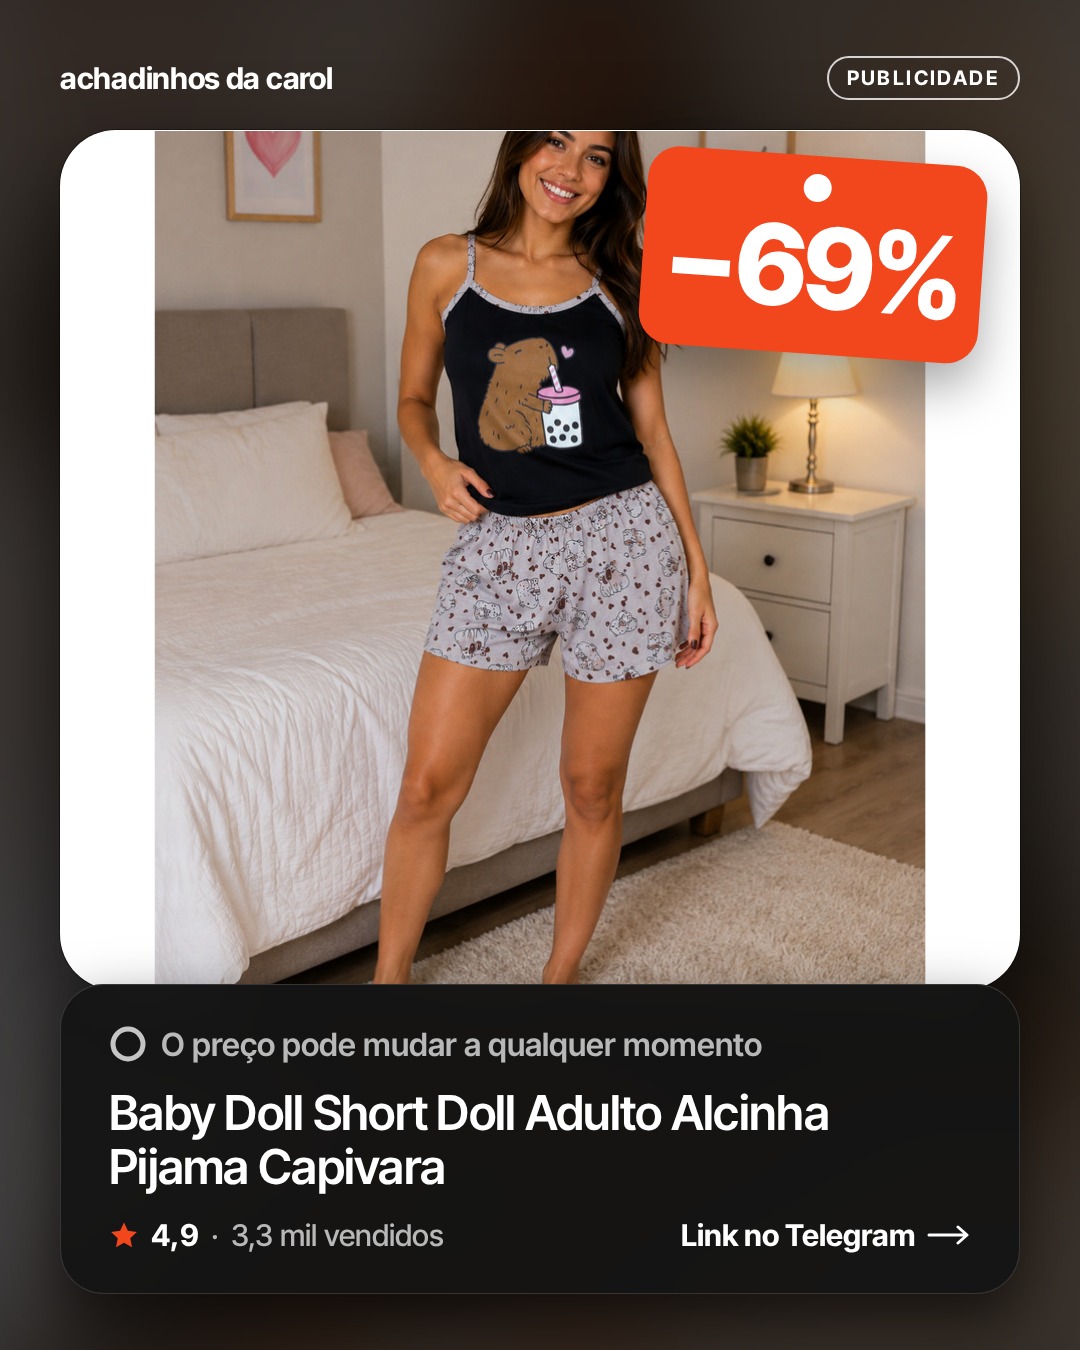 achadinhos da carol
PUBLICIDADE
−69%
O preço pode mudar a qualquer momento
Baby Doll Short Doll Adulto Alcinha
Pijama Capivara
4,9 · 3,3 mil vendidos
Link no Telegram →